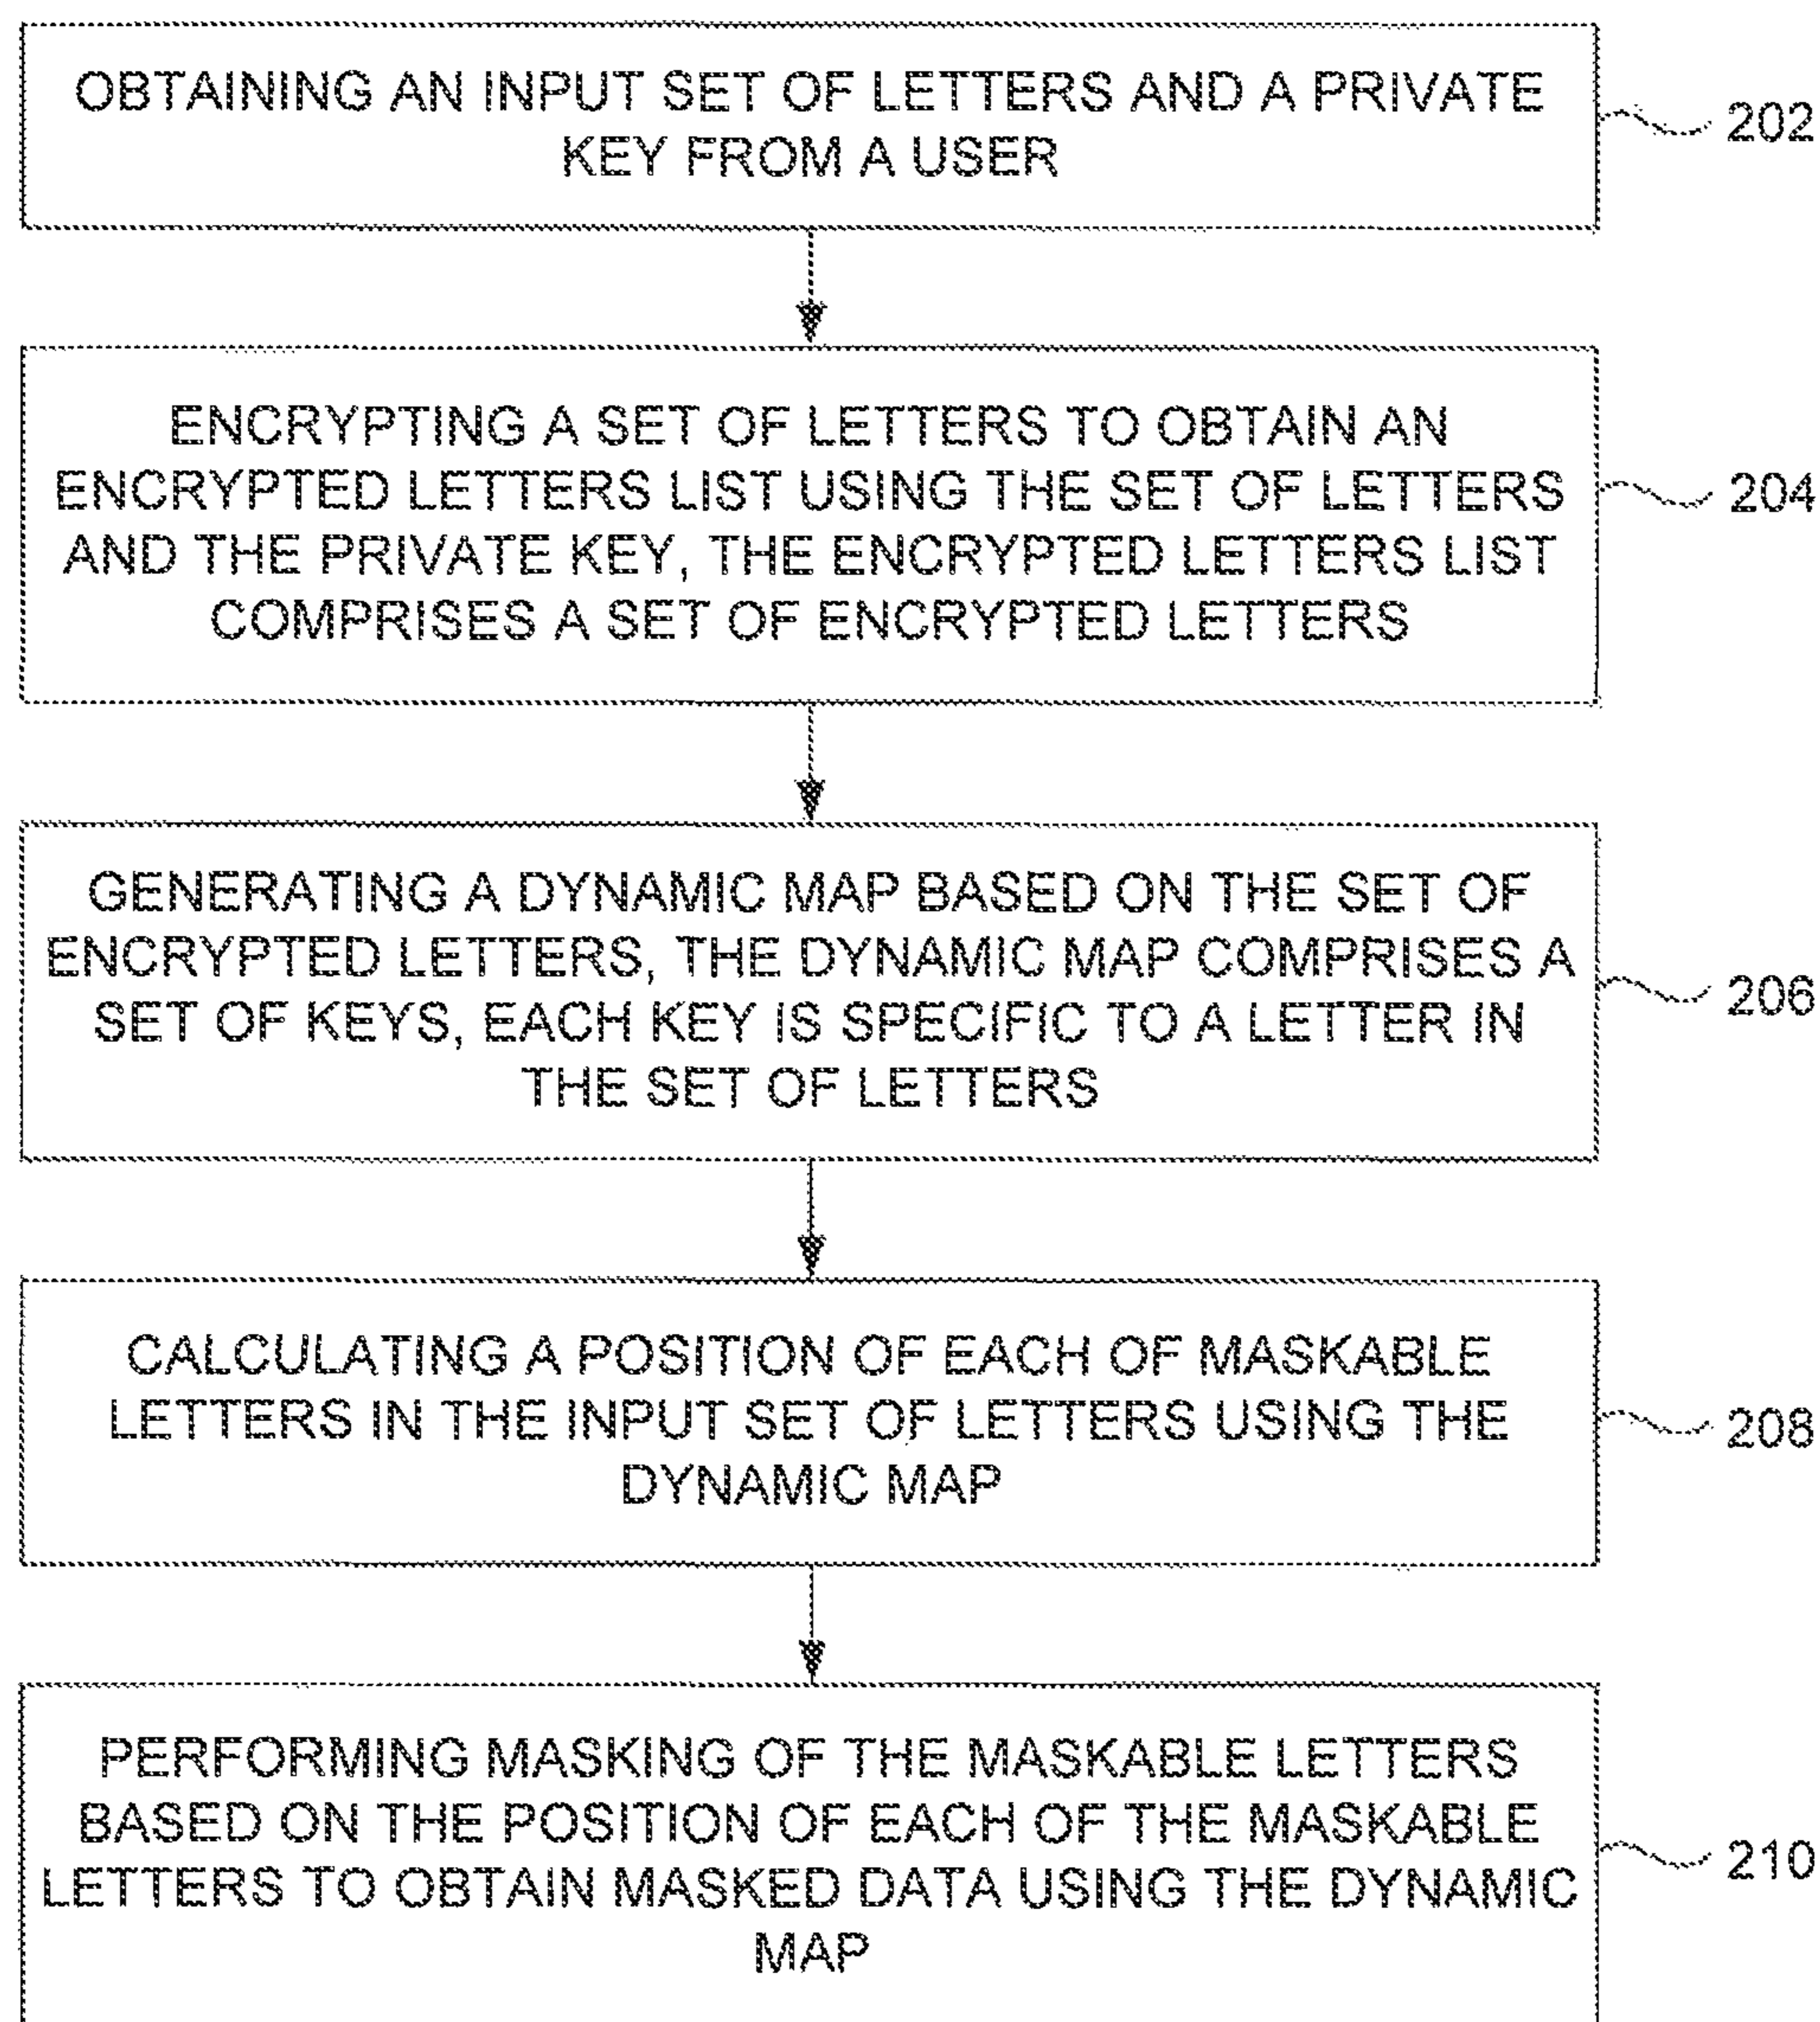 OBTAINING AN INPUT SET OF LETTERS AND A PRIVATE
KEY FROM A USER
202
ENCRYPTING A SET OF LETTERS TO OBTAIN AN
ENCRYPTED LETTERS LIST USING THE SET OF LETTERS
AND THE PRIVATE KEY, THE ENCRYPTED LETTERS LIST
COMPRISES A SET OF ENCRYPTED LETTERS
204
GENERATING A DYNAMIC MAP BASED ON THE SET OF
ENCRYPTED LETTERS, THE DYNAMIC MAP COMPRISES A
SET OF KEYS, EACH KEY IS SPECIFIC TO A LETTER IN
THE SET OF LETTERS
206
CALCULATING A POSITION OF EACH OF MASKABLE
LETTERS IN THE INPUT SET OF LETTERS USING THE
DYNAMIC MAP
208
PERFORMING MASKING OF THE MASKABLE LETTERS
BASED ON THE POSITION OF EACH OF THE MASKABLE
LETTERS TO OBTAIN MASKED DATA USING THE DYNAMIC
MAP
210